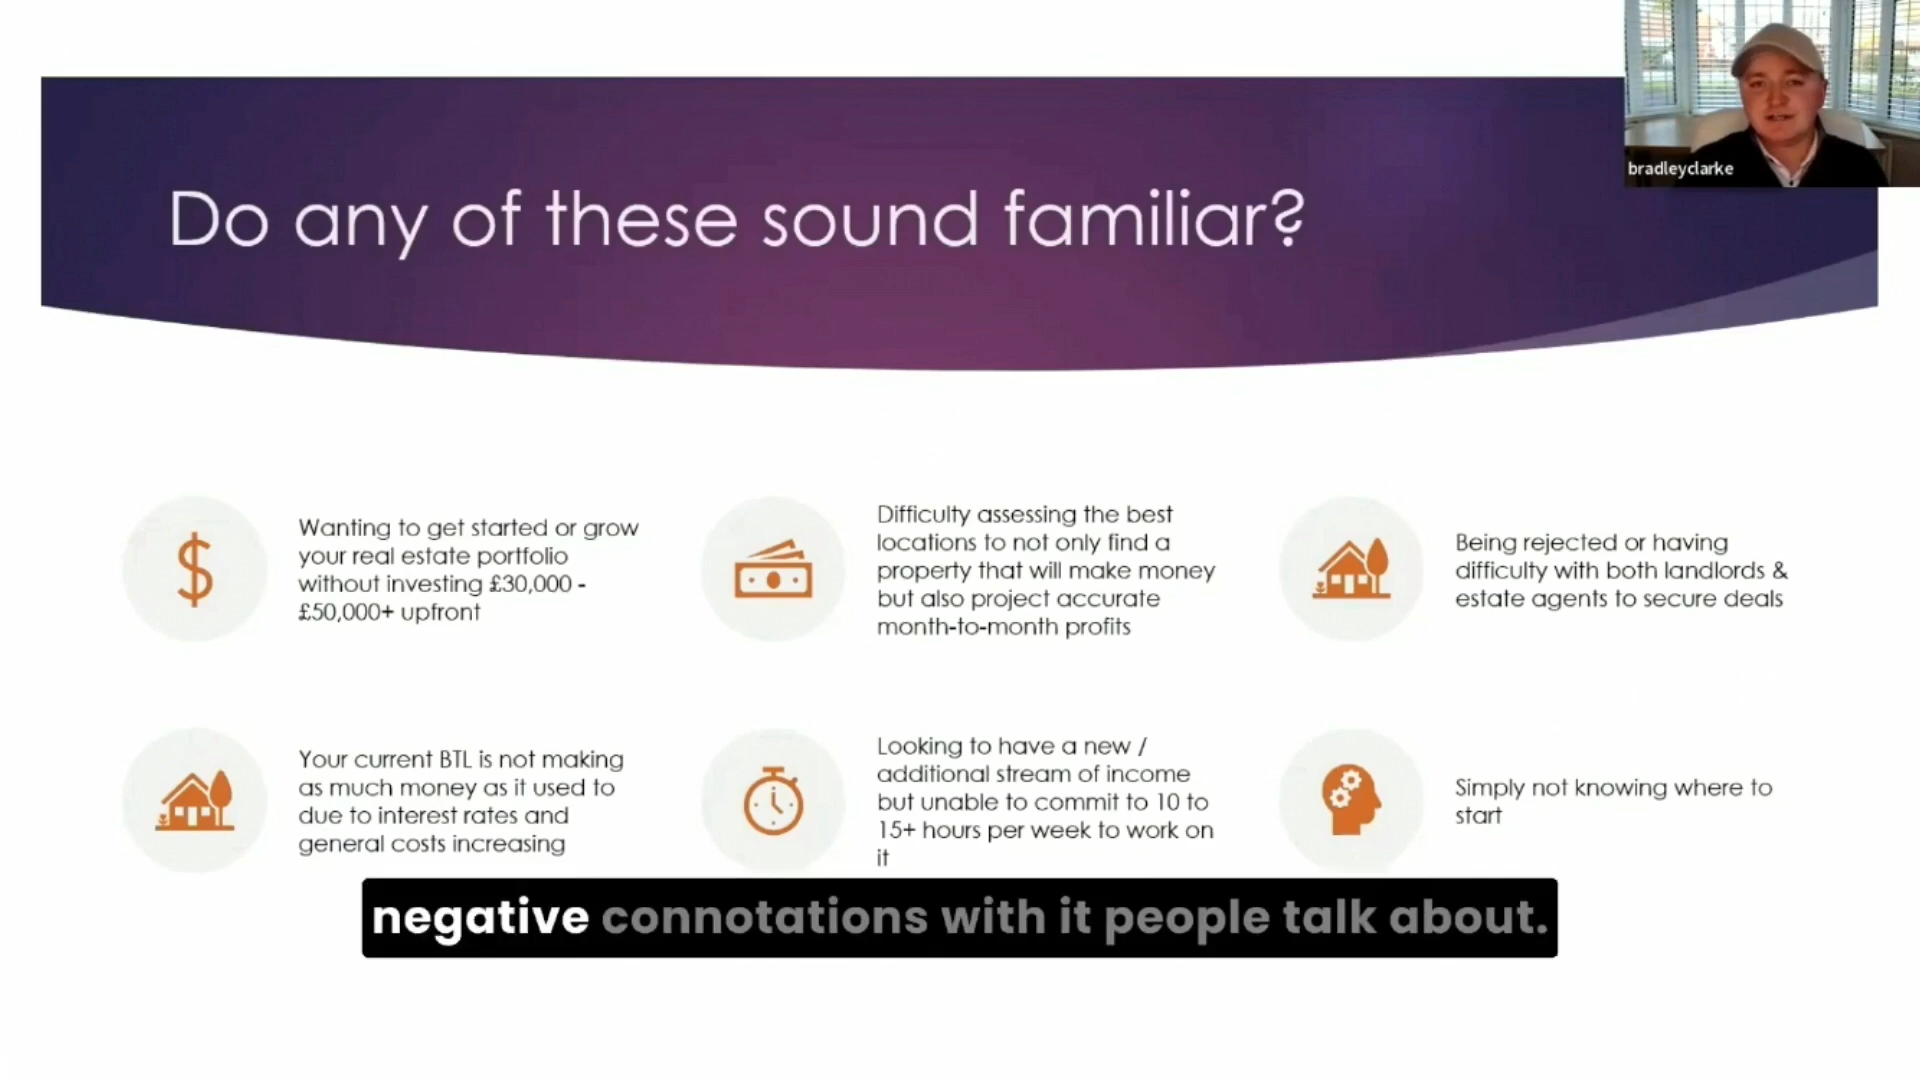 bradleyclarke
Do any of these sound familiar?
Wanting to get started or grow
your real estate portfolio
without investing £30,000 -
£50,000+ upfront
Difficulty assessing the best
locations to not only find a
property that will make money
but also project accurate
month-to-month profits
Being rejected or having
difficulty with both landlords &
estate agents to secure deals
Your current BTL is not making
as much money as it used to
due to interest rates and
general costs increasing
Looking to have a new /
additional stream of income
but unable to commit to 10 to
15+ hours per week to work on
it
Simply not knowing where to
start
negative connotations with it people talk about.